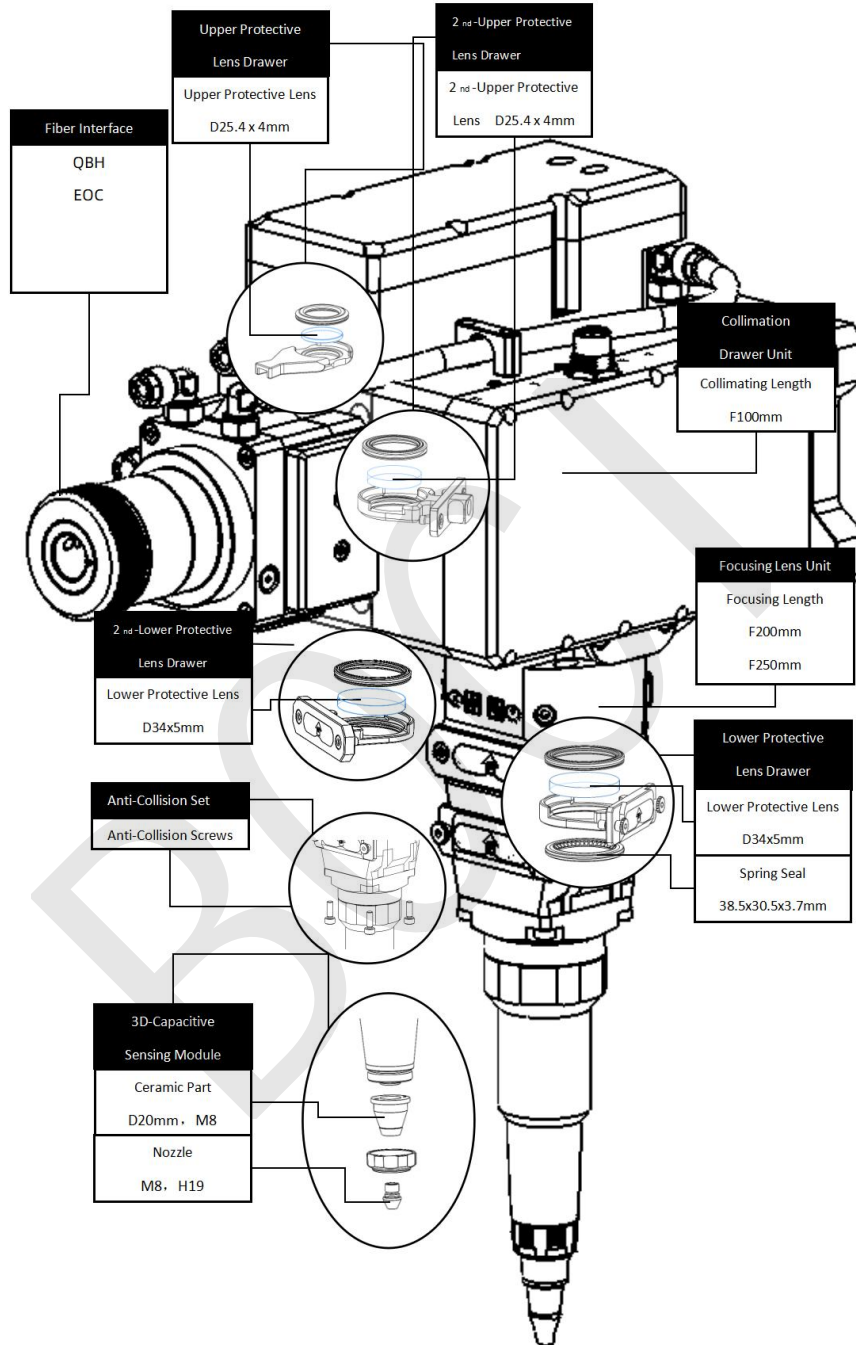 Upper Protective
Lens Drawer
Upper Protective Lens
D25.4 x 4mm
2 nd-Upper Protective
Lens Drawer
2 nd-Upper Protective
Lens D25.4 x 4mm
Fiber Interface
QBH
EOC
Collimation
Drawer Unit
Collimating Length
F100mm
Focusing Lens Unit
Focusing Length
F200mm
F250mm
2 nd-Lower Protective
Lens Drawer
Lower Protective Lens
D34x5mm
Lower Protective
Lens Drawer
Lower Protective Lens
D34x5mm
Spring Seal
38.5x30.5x3.7mm
Anti-Collision Set
Anti-Collision Screws
3D-Capacitive
Sensing Module
Ceramic Part
D20mm，M8
Nozzle
M8，H19